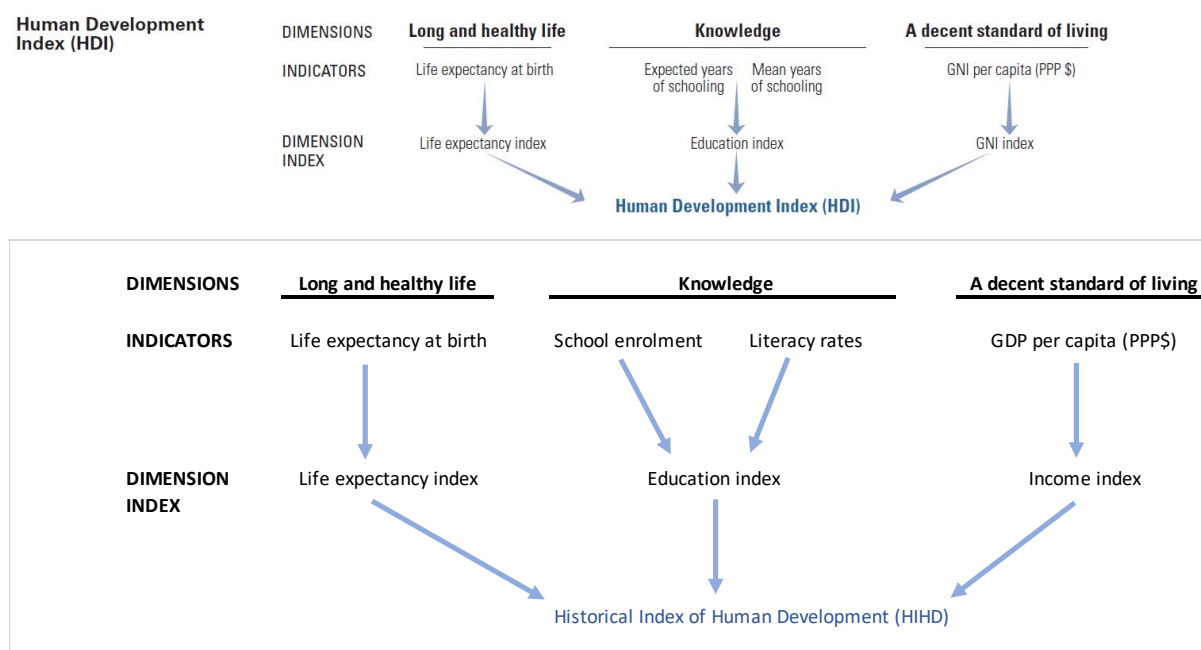 Human Development
Index (HDI)
DIMENSIONS Long and healthy life Knowledge A decent standard of living
INDICATORS Life expectancy at birth Expected years of schooling Mean years of schooling GNI per capita (PPP $)
DIMENSION INDEX Life expectancy index Education index GNI index
Human Development Index (HDI)
DIMENSIONS Long and healthy life Knowledge A decent standard of living
INDICATORS Life expectancy at birth School enrolment Literacy rates GDP per capita (PPP$)
DIMENSION INDEX Life expectancy index Education index Income index
Historical Index of Human Development (HIHD)